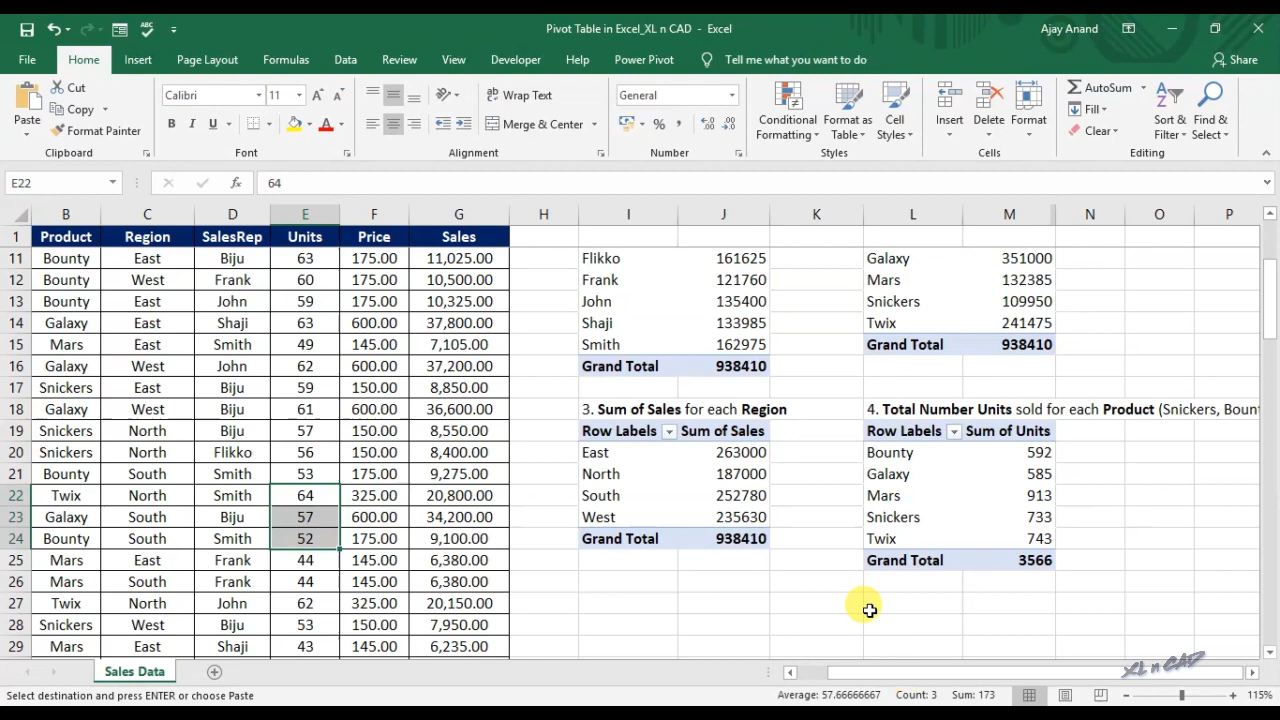 Pivot Table in Excel_XL n CAD - Excel
Ajay Anand
File Home Insert Page Layout Formulas Data Review View Developer Help Power Pivot Tell me what you want to do Share
Paste
Cut
Copy
Format Painter
Calibri 11
B I U
Wrap Text
Merge & Center
General
Conditional Formatting
Format as Table
Cell Styles
Insert
Delete
Format
AutoSum
Fill
Clear
Sort & Filter
Find & Select
Clipboard Font Alignment Number Styles Cells Editing
E22 fx 64
B C D E F G H I J K L M N O P
1 Product Region SalesRep Units Price Sales
11 Bounty East Biju 63 175.00 11,025.00 Flikko 161625 Galaxy 351000
12 Bounty West Frank 60 175.00 10,500.00 Frank 121760 Mars 132385
13 Bounty East John 59 175.00 10,325.00 John 135400 Snickers 109950
14 Galaxy East Shaji 63 600.00 37,800.00 Shaji 133985 Twix 241475
15 Mars East Smith 49 145.00 7,105.00 Smith 162975 Grand Total 938410
16 Galaxy West John 62 600.00 37,200.00 Grand Total 938410
17 Snickers East Biju 59 150.00 8,850.00
18 Galaxy West Biju 61 600.00 36,600.00 3. Sum of Sales for each Region 4. Total Number Units sold for each Product (Snickers, Bount
19 Snickers North Biju 57 150.00 8,550.00 Row Labels Sum of Sales Row Labels Sum of Units
20 Snickers North Flikko 56 150.00 8,400.00 East 263000 Bounty 592
21 Bounty South Smith 53 175.00 9,275.00 North 187000 Galaxy 585
22 Twix North Smith 64 325.00 20,800.00 South 252780 Mars 913
23 Galaxy South Biju 57 600.00 34,200.00 West 235630 Snickers 733
24 Bounty South Smith 52 175.00 9,100.00 Grand Total 938410 Twix 743
25 Mars East Frank 44 145.00 6,380.00 Grand Total 3566
26 Mars South Frank 44 145.00 6,380.00
27 Twix North John 62 325.00 20,150.00
28 Snickers West Biju 53 150.00 7,950.00
29 Mars East Shaji 43 145.00 6,235.00
Sales Data
XL n CAD
Select destination and press ENTER or choose Paste Average: 57.66666667 Count: 3 Sum: 173 115%